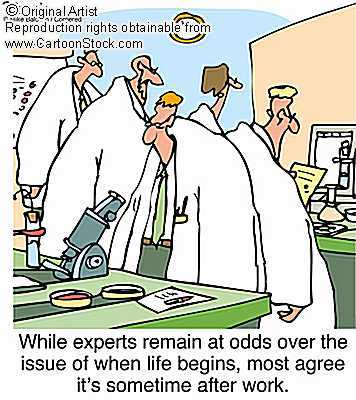 © Original Artist
Reproduction rights obtainable from
www.CartoonStock.com
While experts remain at odds over the
issue of when life begins, most agree
it's sometime after work.